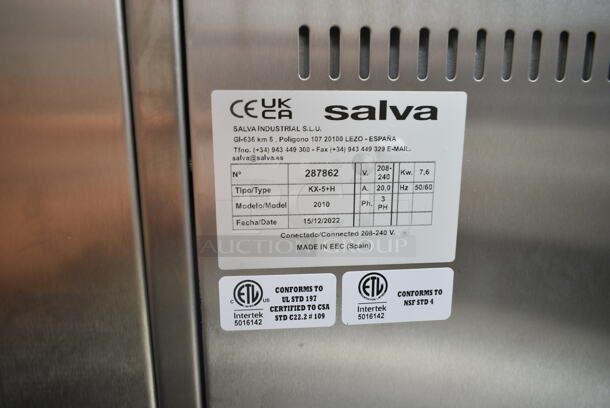 CE UK CA salva
SALVA INDUSTRIAL S.L.U.
GI-636 km 6 , Poligono 107 20100 LEZO - ESPAÑA
Tfno. (+34) 943 449 300 - Fax (+34) 943 449 329 E-MAIL.
salva@salva.es
Nº 287862 V. 208-240 Kw. 7,6
Tipo/Type KX-5+H A. 20,0 Hz 50/60
Modelo/Model 2010 Ph. 3 PH
Fecha/Date 15/12/2022
Conectado/Connected 208-240 V.
MADE IN EEC (Spain)
AUCTION GROUP
C ETL US
Intertek
5016142
CONFORMS TO
UL STD 197
CERTIFIED TO CSA
STD C22.2 # 109
ETL
Intertek
5016142
CONFORMS TO
NSF STD 4